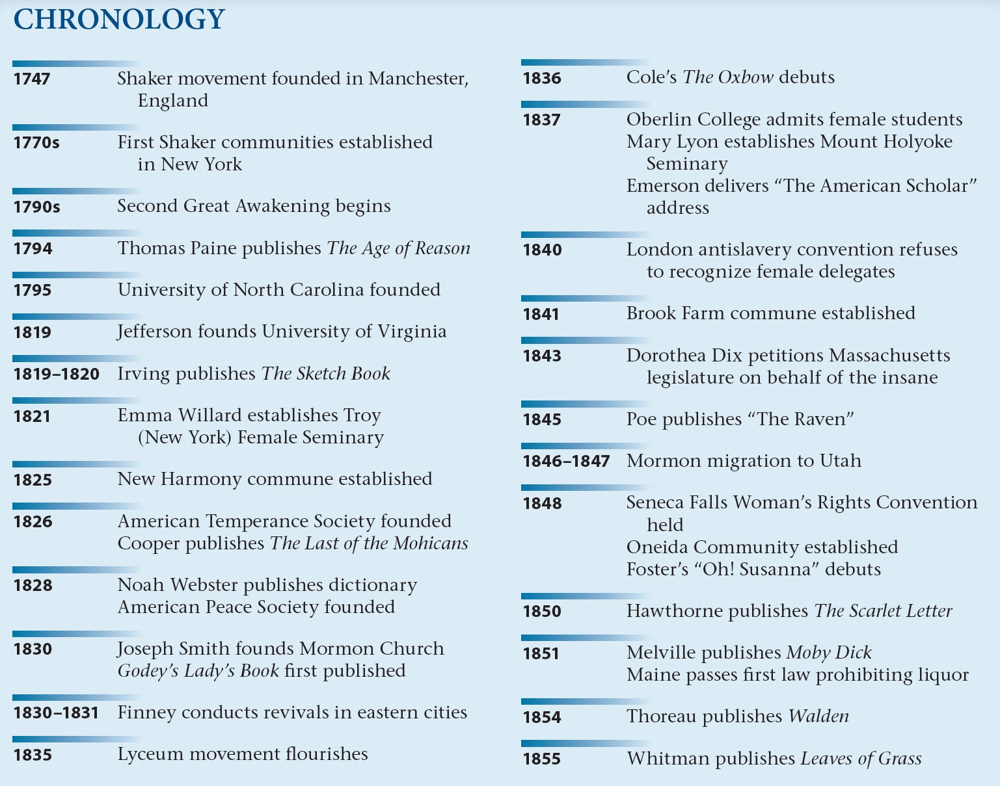 CHRONOLOGY
1747 Shaker movement founded in Manchester,
England
1770s First Shaker communities established
in New York
1790s Second Great Awakening begins
1794 Thomas Paine publishes The Age of Reason
1795 University of North Carolina founded
1819 Jefferson founds University of Virginia
1819–1820 Irving publishes The Sketch Book
1821 Emma Willard establishes Troy
(New York) Female Seminary
1825 New Harmony commune established
1826 American Temperance Society founded
Cooper publishes The Last of the Mohicans
1828 Noah Webster publishes dictionary
American Peace Society founded
1830 Joseph Smith founds Mormon Church
Godey’s Lady’s Book first published
1830–1831 Finney conducts revivals in eastern cities
1835 Lyceum movement flourishes
1836 Cole’s The Oxbow debuts
1837 Oberlin College admits female students
Mary Lyon establishes Mount Holyoke
Seminary
Emerson delivers “The American Scholar”
address
1840 London antislavery convention refuses
to recognize female delegates
1841 Brook Farm commune established
1843 Dorothea Dix petitions Massachusetts
legislature on behalf of the insane
1845 Poe publishes “The Raven”
1846–1847 Mormon migration to Utah
1848 Seneca Falls Woman’s Rights Convention
held
Oneida Community established
Foster’s “Oh! Susanna” debuts
1850 Hawthorne publishes The Scarlet Letter
1851 Melville publishes Moby Dick
Maine passes first law prohibiting liquor
1854 Thoreau publishes Walden
1855 Whitman publishes Leaves of Grass